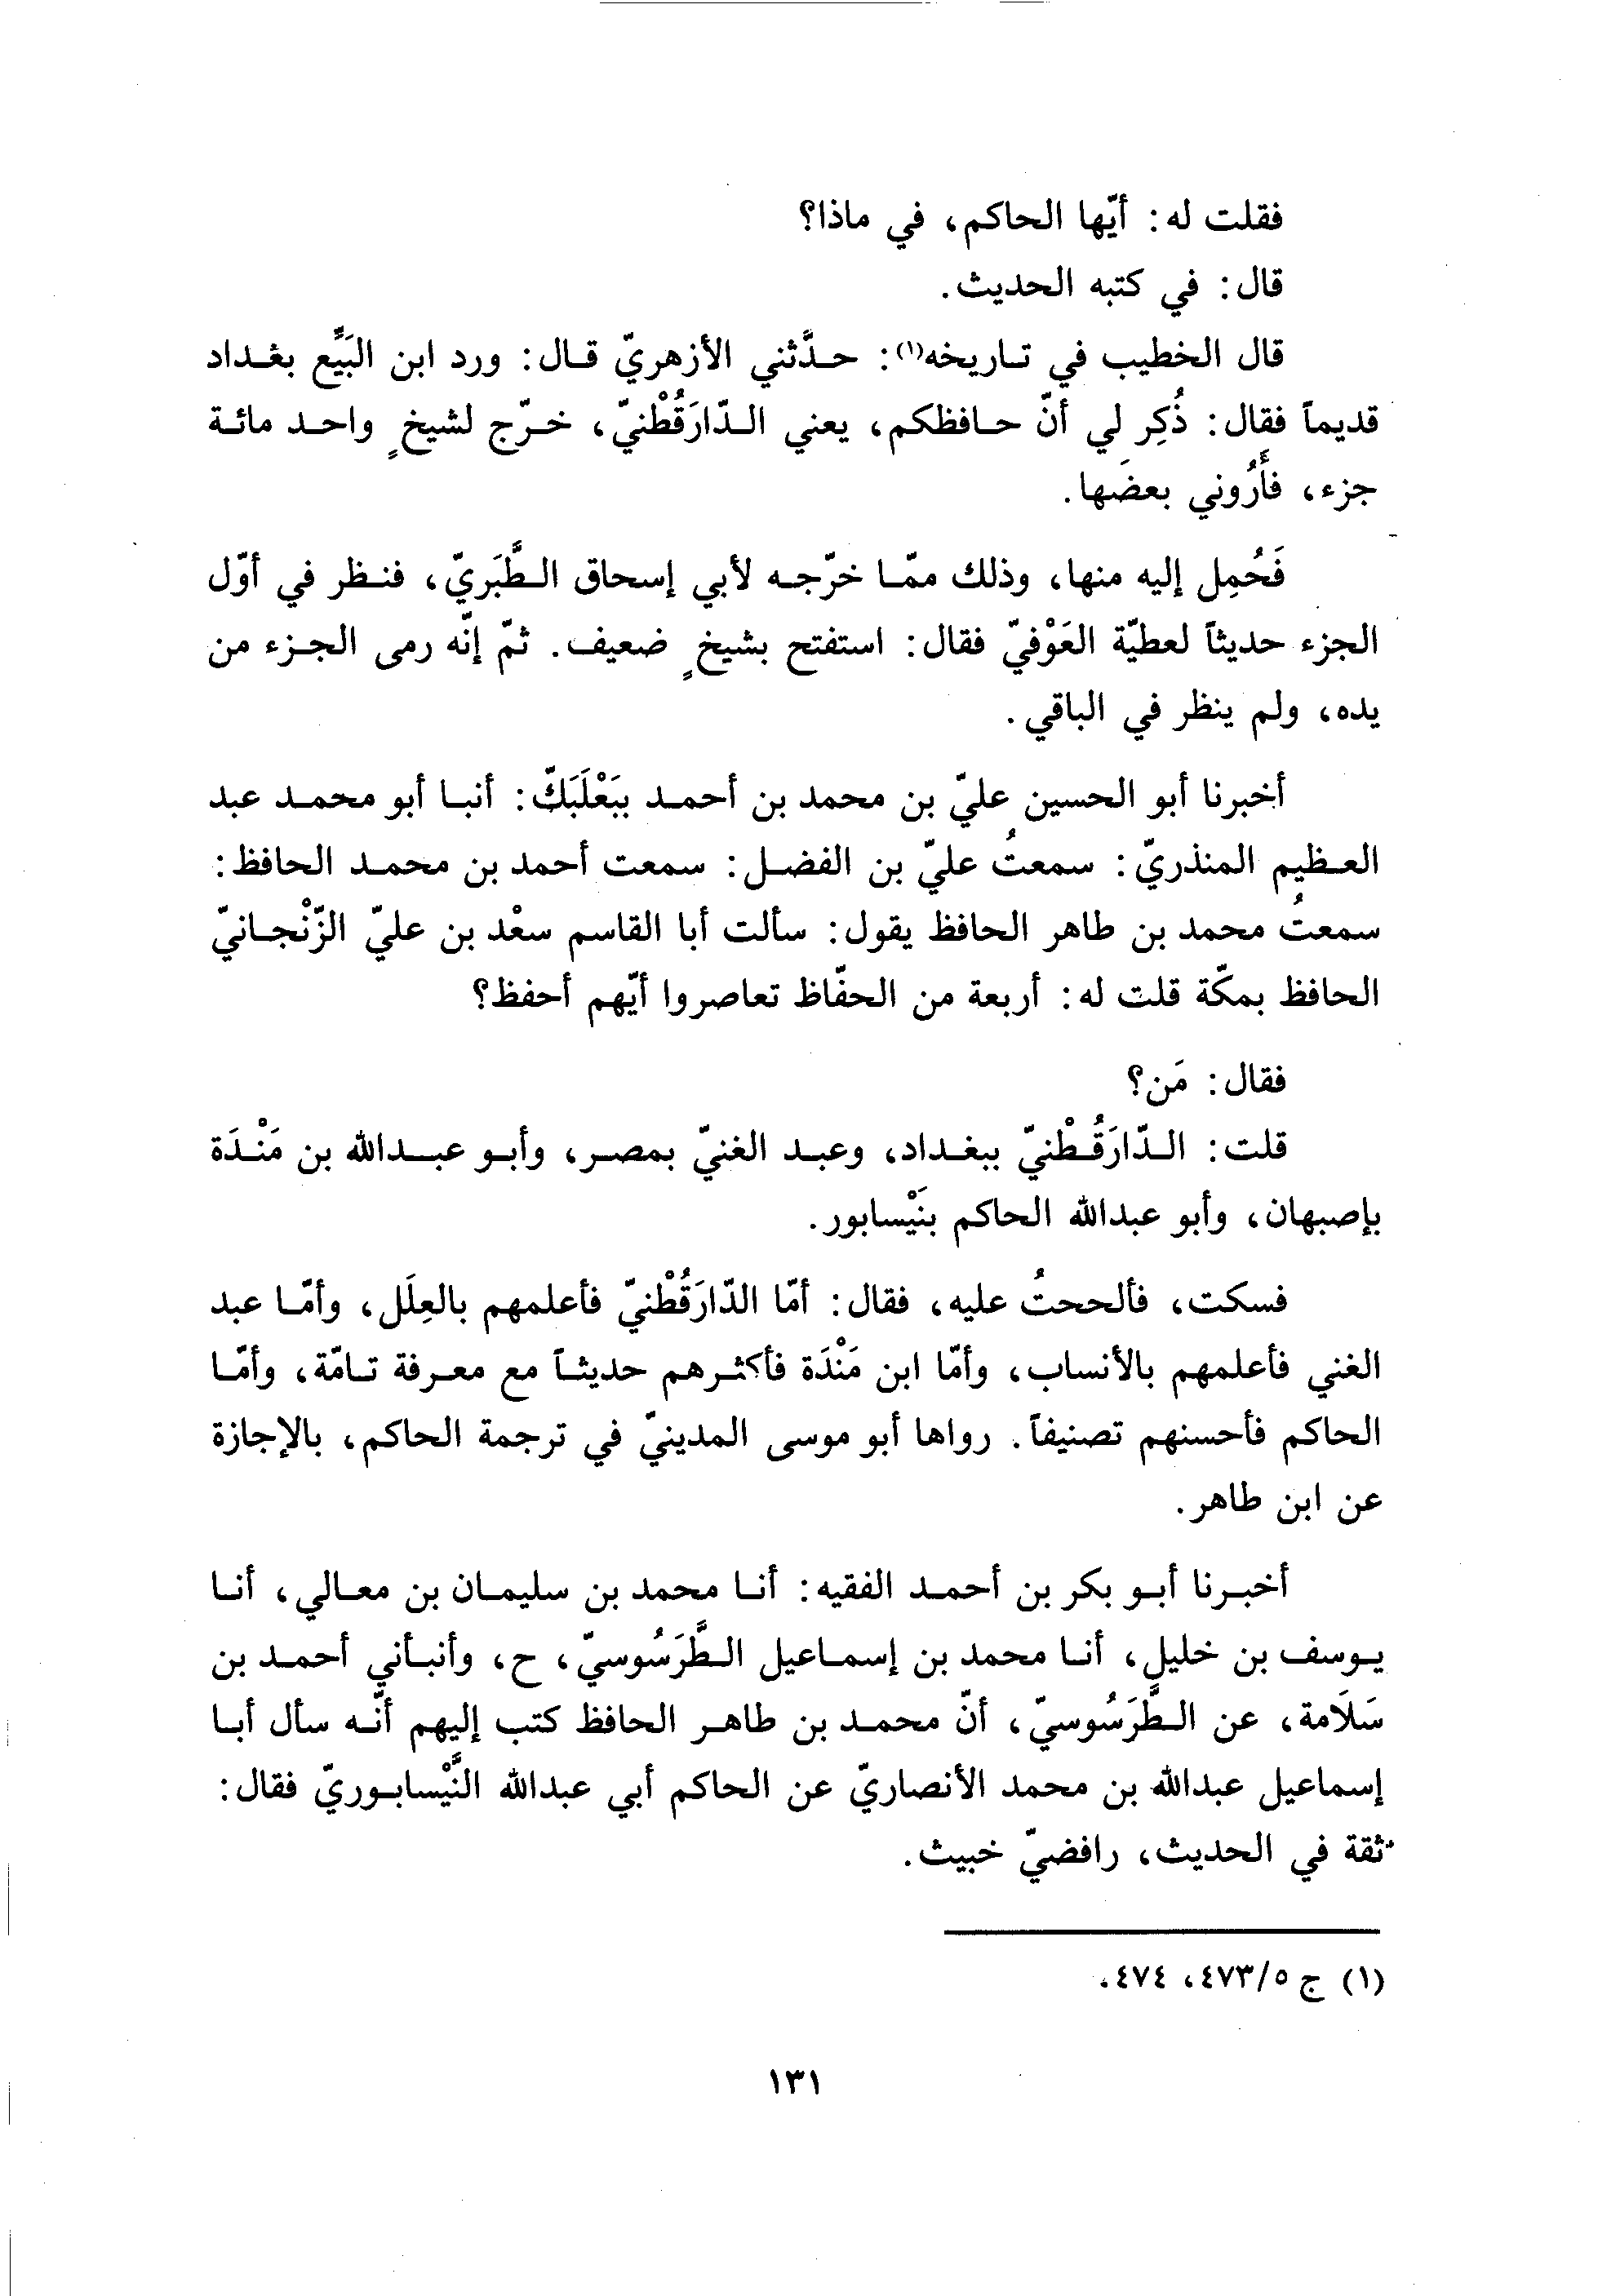 فقلت له: أيّها الحاكم، في ماذا؟
قال: في كتبه الحديث.
قال الخطيب في تاريخه(١): حدَّثني الأزهريّ قال: ورد ابن البَيِّع بغداد
قديماً فقال: ذُكِر لي أنّ حافظكم، يعني الدّارَقُطْنيّ، خرّج لشيخٍ واحد مائة
جزء، فأَرُوني بعضَها.
فَحُمِل إليه منها، وذلك ممّا خرّجه لأبي إسحاق الطَّبَريّ، فنظر في أوّل
الجزء حديثاً لعطيّة العَوْفيّ فقال: استفتح بشيخٍ ضعيف. ثمّ إنّه رمى الجزء من
يده، ولم ينظر في الباقي.
أخبرنا أبو الحسين عليّ بن محمد بن أحمد ببَعْلَبَكّ: أنبا أبو محمد عبد
العظيم المنذريّ: سمعتُ عليّ بن الفضل: سمعت أحمد بن محمد الحافظ:
سمعتُ محمد بن طاهر الحافظ يقول: سألت أبا القاسم سعْد بن عليّ الزّنْجانيّ
الحافظ بمكّة قلت له: أربعة من الحفّاظ تعاصروا أيّهم أحفظ؟
فقال: مَن؟
قلت: الدّارَقُطْنيّ ببغداد، وعبد الغنيّ بمصر، وأبو عبدالله بن مَنْدَة
بإصبهان، وأبو عبدالله الحاكم بنَيْسابور.
فسكت، فألححتُ عليه، فقال: أمّا الدّارَقُطْنيّ فأعلمهم بالعِلَل، وأمّا عبد
الغني فأعلمهم بالأنساب، وأمّا ابن مَنْدَة فأكثرهم حديثاً مع معرفة تامّة، وأمّا
الحاكم فأحسنهم تصنيفاً. رواها أبو موسى المدينيّ في ترجمة الحاكم، بالإجازة
عن ابن طاهر.
أخبرنا أبو بكر بن أحمد الفقيه: أنا محمد بن سليمان بن معالي، أنا
يوسف بن خليل، أنا محمد بن إسماعيل الطَّرَسُوسيّ، ح، وأنبأني أحمد بن
سَلَامة، عن الطَّرَسُوسيّ، أنّ محمد بن طاهر الحافظ كتب إليهم أنّه سأل أبا
إسماعيل عبدالله بن محمد الأنصاريّ عن الحاكم أبي عبدالله النَّيْسابوريّ فقال:
ثقة في الحديث، رافضيّ خبيث.
(١) ج ٤٧٣/٥، ٤٧٤.
١٣١